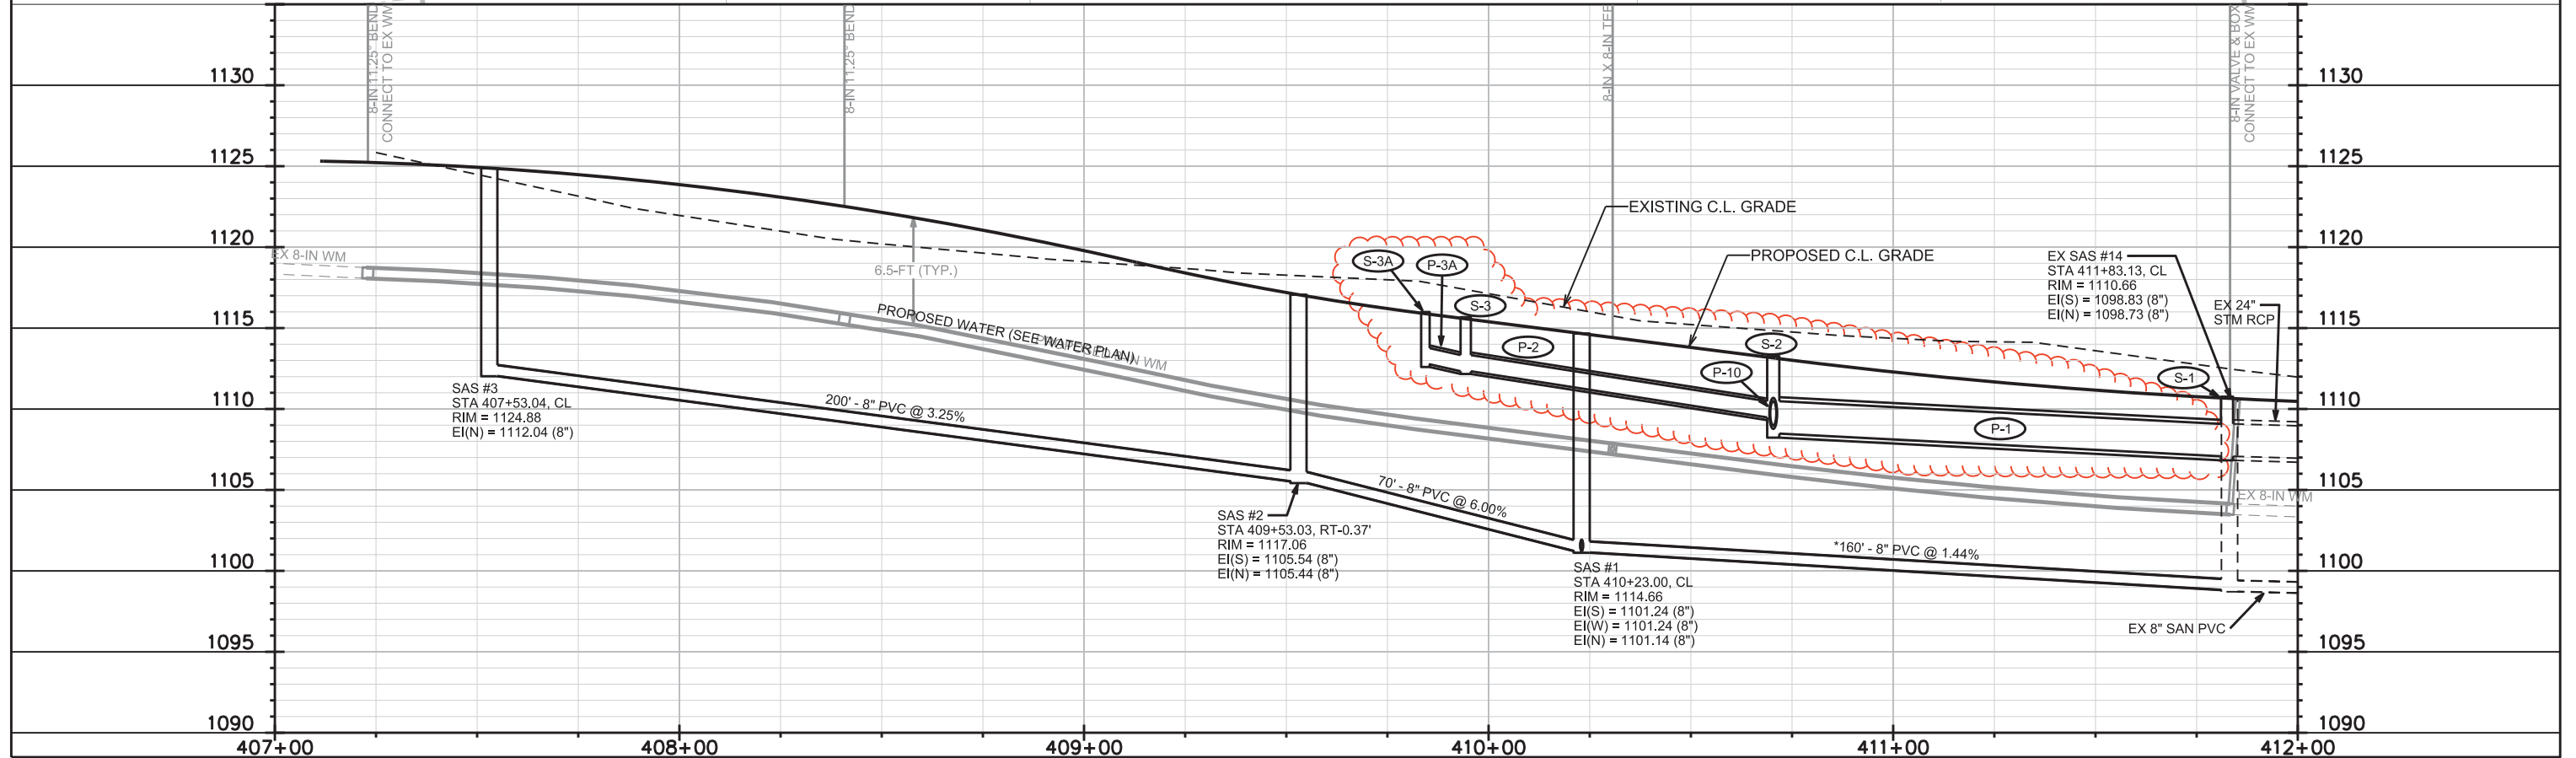 8-IN 11.25° BEND
CONNECT TO EX WM
8-IN 11.25° BEND
8-IN X 8-IN TEE
8-IN VALVE & BOX
CONNECT TO EX WM
1130
1130
1125
1125
1120
1120
1115
1115
1110
1110
1105
1105
1100
1100
1095
1095
1090
1090
EX 8-IN WM
6.5-FT (TYP.)
PROPOSED WATER (SEE WATER PLAN)
8-IN WM
EXISTING C.L. GRADE
PROPOSED C.L. GRADE
S-3A
P-3A
S-3
P-2
S-2
P-10
S-1
P-1
EX SAS #14
STA 411+83.13, CL
RIM = 1110.66
EI(S) = 1098.83 (8")
EI(N) = 1098.73 (8")
EX 24"
STM RCP
SAS #3
STA 407+53.04, CL
RIM = 1124.88
EI(N) = 1112.04 (8")
200' - 8" PVC @ 3.25%
SAS #2
STA 409+53.03, RT-0.37'
RIM = 1117.06
EI(S) = 1105.54 (8")
EI(N) = 1105.44 (8")
70' - 8" PVC @ 6.00%
SAS #1
STA 410+23.00, CL
RIM = 1114.66
EI(S) = 1101.24 (8")
EI(W) = 1101.24 (8")
EI(N) = 1101.14 (8")
*160' - 8" PVC @ 1.44%
EX 8-IN WM
EX 8" SAN PVC
407+00
408+00
409+00
410+00
411+00
412+00